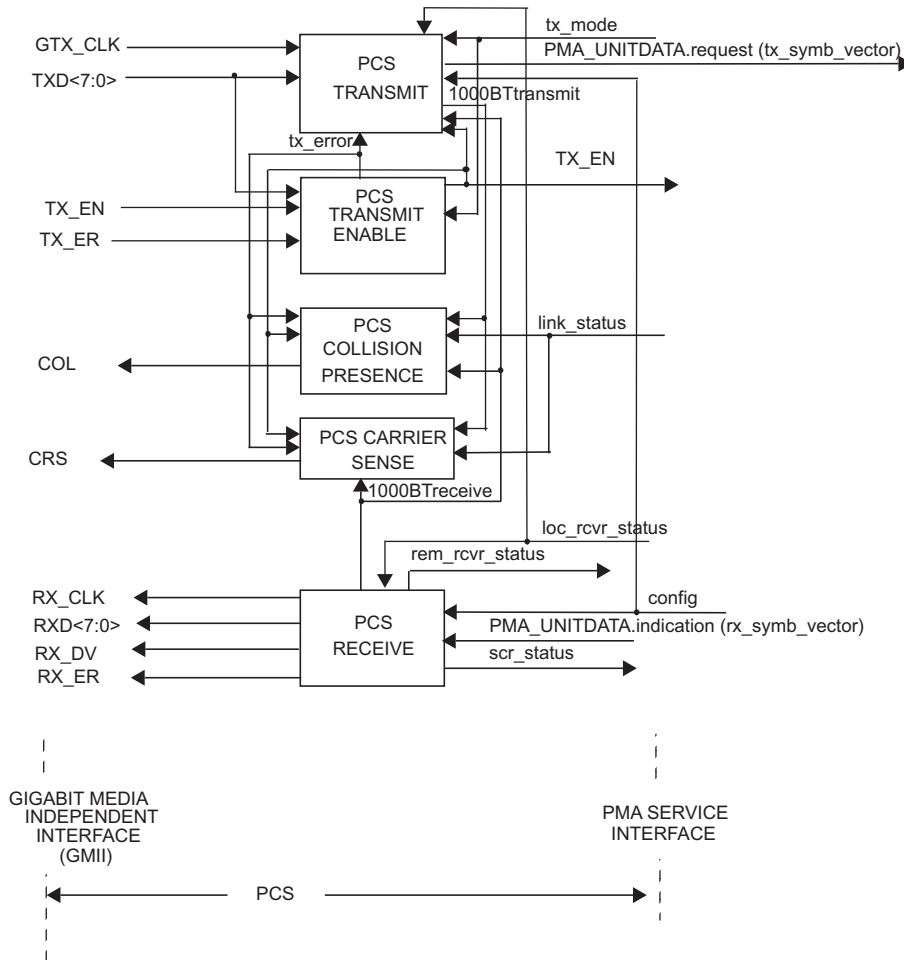 tx_mode
GTX_CLK
PMA_UNITDATA.request (tx_symb_vector)
PCS
TRANSMIT
TXD<7:0>
1000BTtransmit
tx_error
TX_EN
PCS
TRANSMIT
ENABLE
TX_EN
TX_ER
PCS
COLLISION
PRESENCE
link_status
COL
PCS CARRIER
SENSE
CRS
1000BTreceive
loc_rcvr_status
rem_rcvr_status
RX_CLK
config
RXD<7:0>
PCS
RECEIVE
PMA_UNITDATA.indication (rx_symb_vector)
RX_DV
scr_status
RX_ER
GIGABIT MEDIA
INDEPENDENT
INTERFACE
(GMII)
PMA SERVICE
INTERFACE
PCS